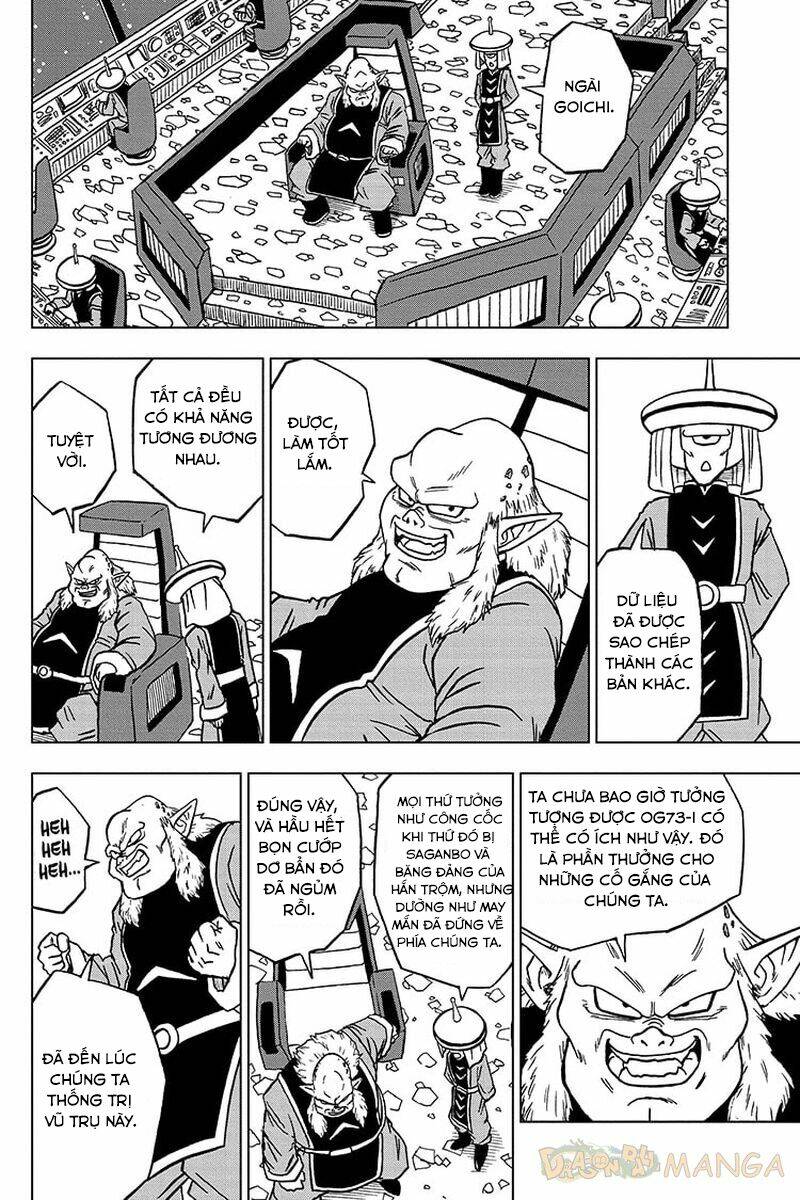 NGÀI
GOICHI.
DỮ LIỆU
ĐÃ ĐƯỢC
SAO CHÉP
THÀNH CÁC
BẢN KHÁC.
ĐƯỢC,
LÀM TỐT
LẮM.
TẤT CẢ ĐỀU
CÓ KHẢ NĂNG
TƯƠNG ĐƯƠNG
NHAU.
TUYỆT
VỜI.
TA CHƯA BAO GIỜ TƯỞNG
TƯỢNG ĐƯỢC OG73-I CÓ
THỂ CÓ ÍCH NHƯ VẬY. ĐÓ
LÀ PHẦN THƯỞNG CHO
NHỮNG CỐ GẮNG CỦA
CHÚNG TA.
MỌI THỨ TƯỞNG
NHƯ CÔNG CỐC
KHI THỨ ĐÓ BỊ
SAGANBO VÀ
BĂNG ĐẢNG CỦA
HẮN TRỘM, NHƯNG
DƯỜNG NHƯ MAY
MẮN ĐÃ ĐỨNG VỀ
PHÍA CHÚNG TA.
ĐÚNG VẬY,
VÀ HẦU HẾT
BỌN CƯỚP
DƠ BẨN ĐÓ
ĐÃ NGỦM
RỒI.
HEH
HEH
HEH...
ĐÃ ĐẾN LÚC
CHÚNG TA
THỐNG TRỊ
VŨ TRỤ NÀY.
DRAGON BALL MANGA